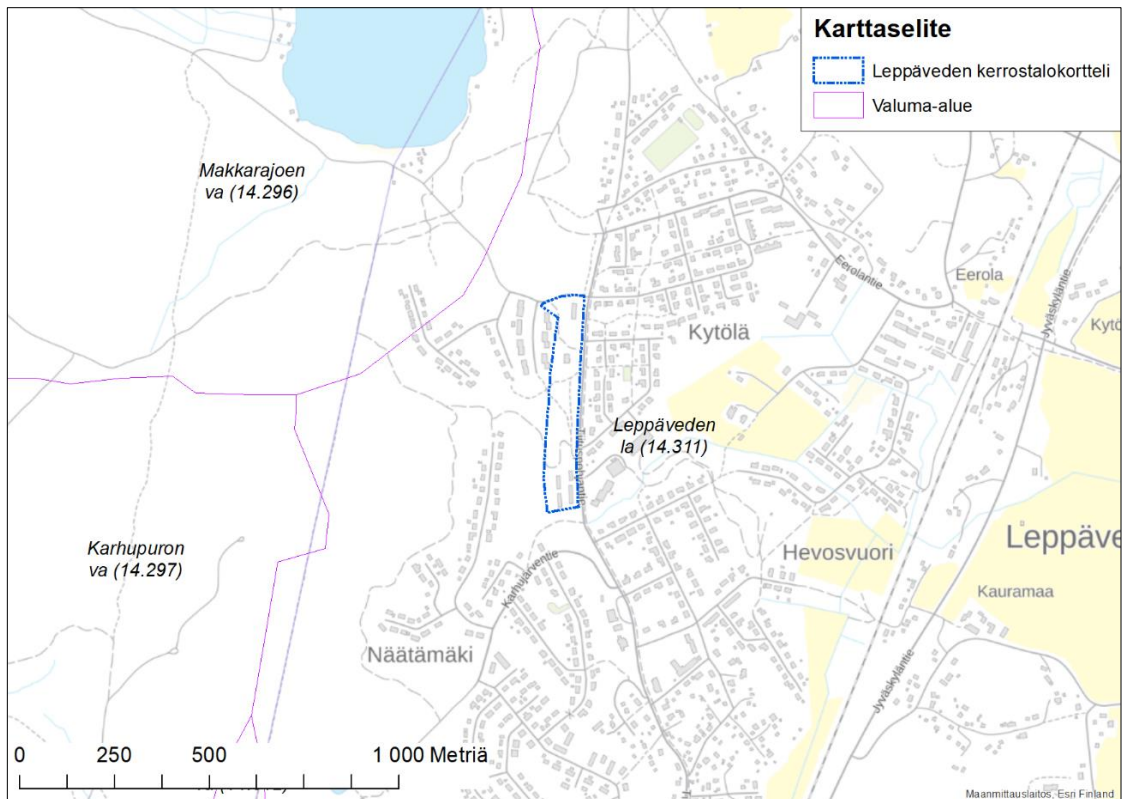 Karttaselite
Leppäveden kerrostalokortteli
Valuma-alue
Makkarajoen
va (14.296)
Eerolantie
Eerola
Jyväskyläntie
Kytölä
Leppäveden
la (14.311)
Karhupuron
va (14.297)
Hevosvuori
Leppäve
Kauramaa
Karhujärventie
Näätämäki
Jyväskyläntie
0 250 500 1 000 Metriä
Maanmittauslaitos, Esri Finland